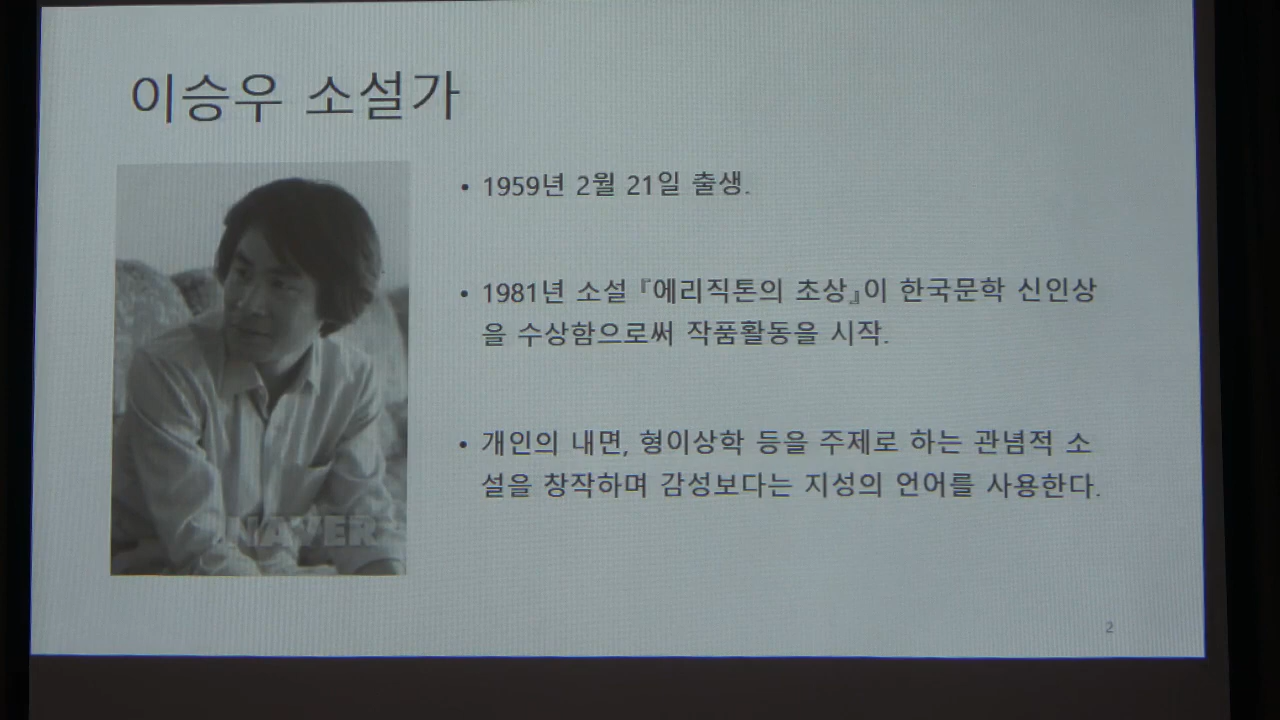 이승우 소설가
• 1959년 2월 21일 출생.
• 1981년 소설 『에리직톤의 초상』이 한국문학 신인상
을 수상함으로써 작품활동을 시작.
• 개인의 내면, 형이상학 등을 주제로 하는 관념적 소
설을 창작하며 감성보다는 지성의 언어를 사용한다.
NAVER
2